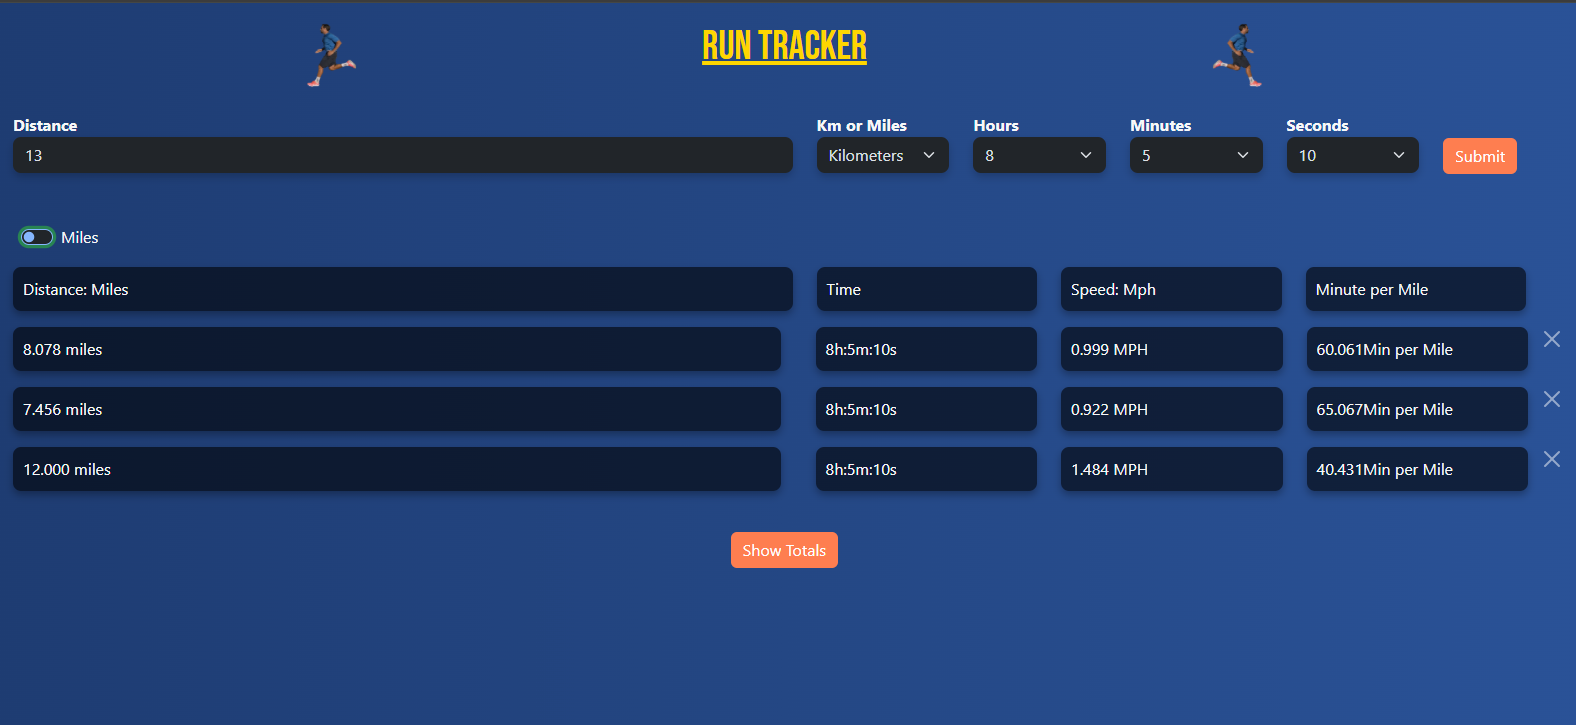 RUN TRACKER
Distance Km or Miles Hours Minutes Seconds
13 Kilometers 8 5 10 Submit
Miles
Distance: Miles Time Speed: Mph Minute per Mile
8.078 miles 8h:5m:10s 0.999 MPH 60.061Min per Mile
7.456 miles 8h:5m:10s 0.922 MPH 65.067Min per Mile
12.000 miles 8h:5m:10s 1.484 MPH 40.431Min per Mile
Show Totals